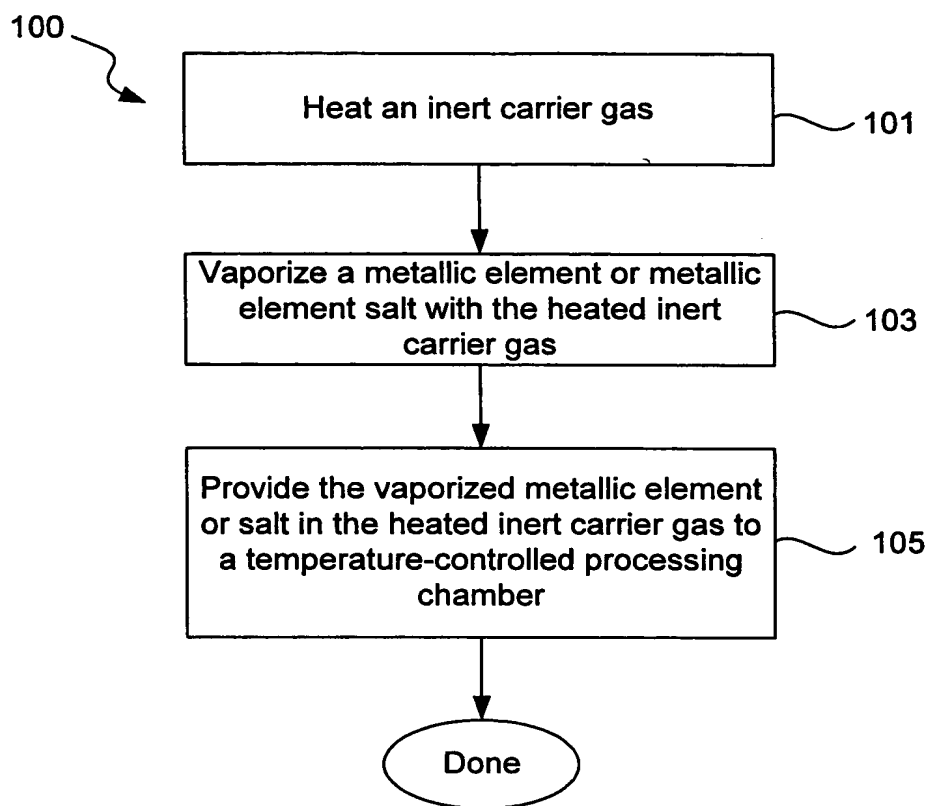 100
Heat an inert carrier gas
101
Vaporize a metallic element or metallic
element salt with the heated inert
carrier gas
103
Provide the vaporized metallic element
or salt in the heated inert carrier gas to
a temperature-controlled processing
chamber
105
Done